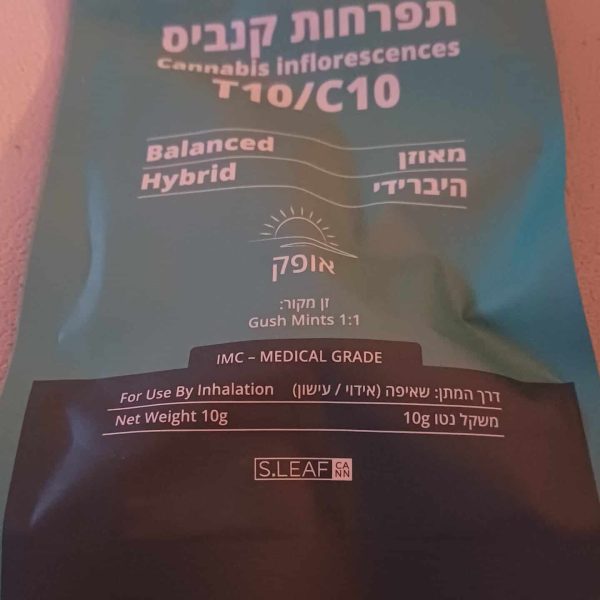 תפרחות קנביס
Cannabis inflorescences
T10/C10
Balanced מאוזן
Hybrid היברידי
אופק
זן מקור:
Gush Mints 1:1
IMC – MEDICAL GRADE
For Use By Inhalation דרך המתן: שאיפה (אידוי / עישון)
Net Weight 10g משקל נטו 10g
S.LEAF CANN